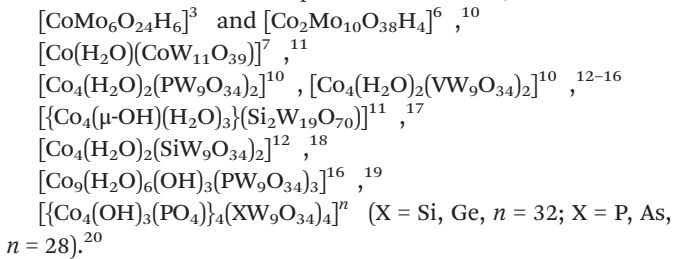 [CoMo₆O₂₄H₆]³ and [Co₂Mo₁₀O₃₈H₄]⁶ ,¹⁰
[Co(H₂O)(CoW₁₁O₃₉)]⁷ ,¹¹
[Co₄(H₂O)₂(PW₉O₃₄)₂]¹⁰ , [Co₄(H₂O)₂(VW₉O₃₄)₂]¹⁰ ,¹²⁻¹⁶
[{Co₄(μ-OH)(H₂O)₃}(Si₂W₁₉O₇₀)]¹¹ ,¹⁷
[Co₄(H₂O)₂(SiW₉O₃₄)₂]¹² ,¹⁸
[Co₉(H₂O)₆(OH)₃(PW₉O₃₄)₃]¹⁶ ,¹⁹
[{Co₄(OH)₃(PO₄)}₄(XW₉O₃₄)₄]ⁿ (X = Si, Ge, n = 32; X = P, As,
n = 28).²⁰